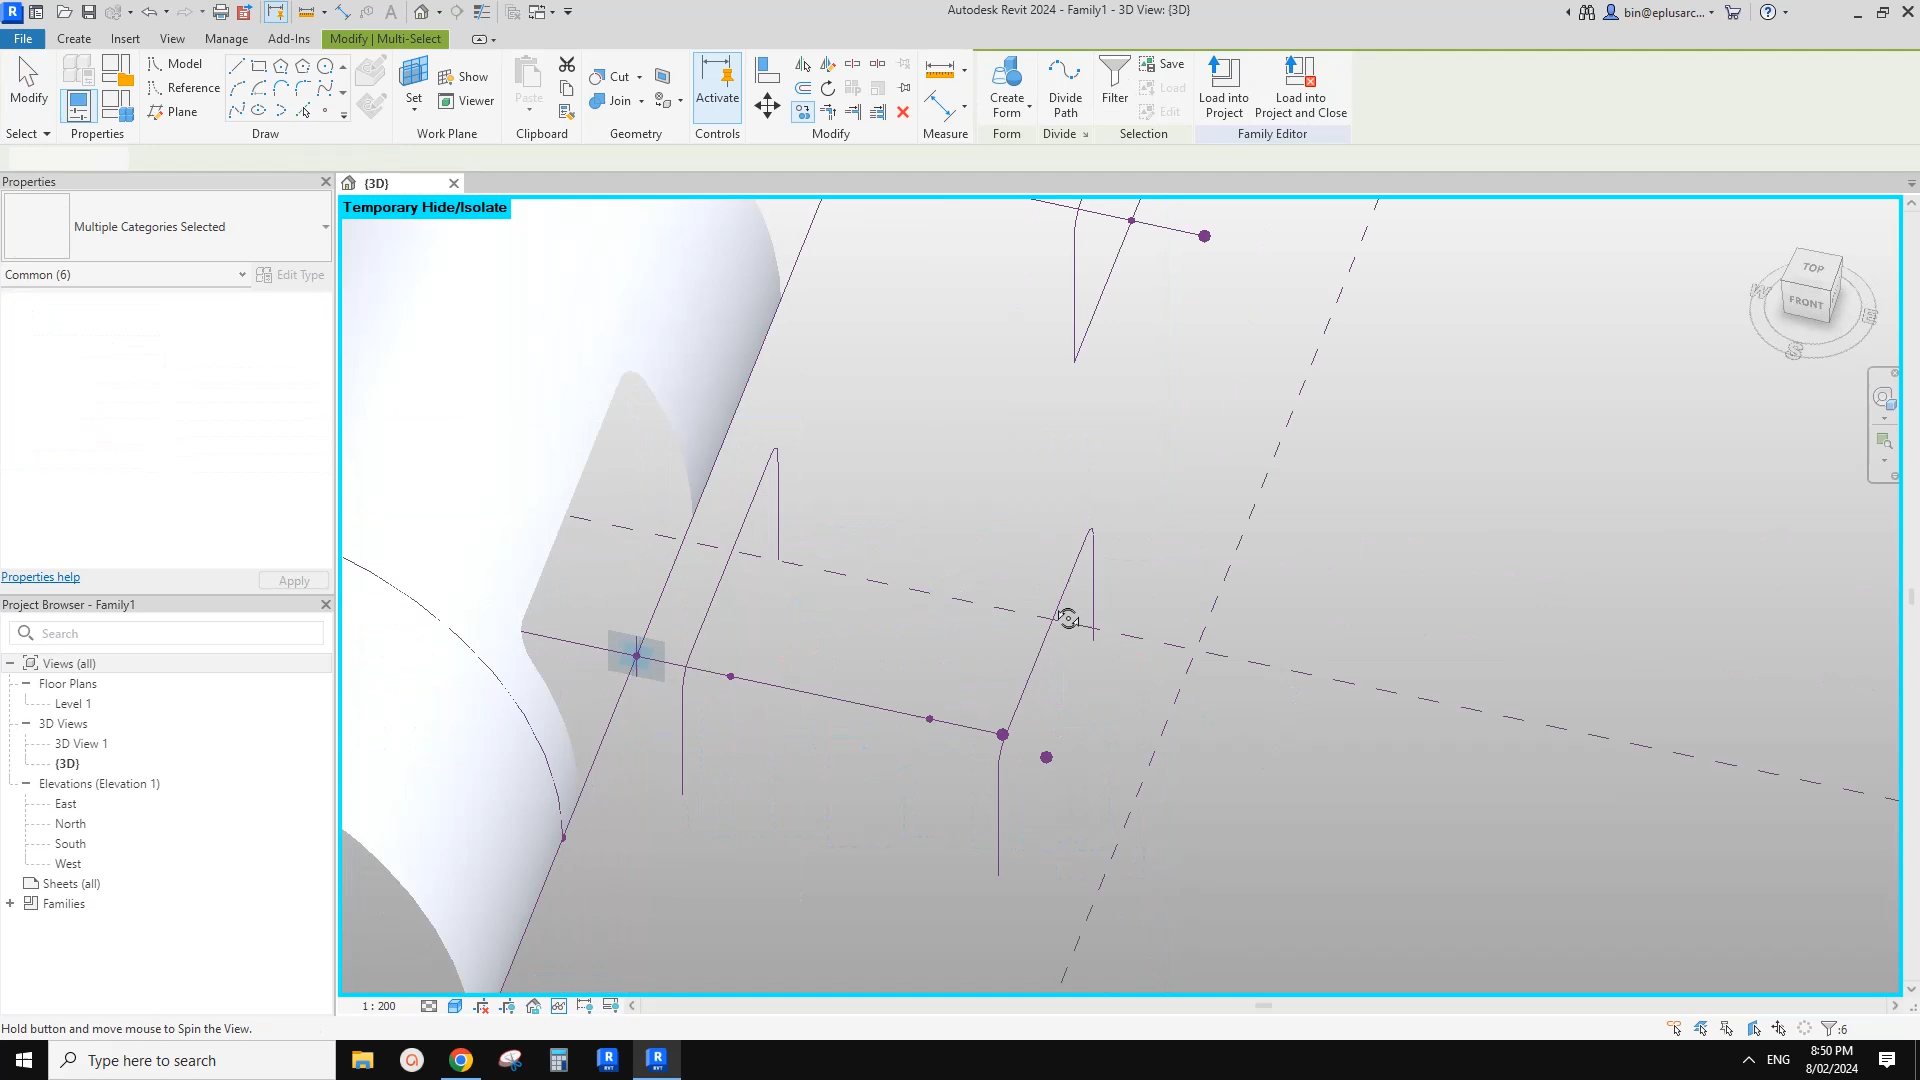 Autodesk Revit 2024 - Family1 - 3D View: {3D}
bin@eplusarc...
File
Create
Insert
View
Manage
Add-Ins
Modify | Multi-Select
Modify
Select
Properties
Model
Reference
Plane
Draw
Set
Show
Viewer
Work Plane
Paste
Clipboard
Cut
Join
Geometry
Activate
Controls
Modify
Measure
Create
Form
Form
Divide
Path
Divide
Filter
Save
Load
Edit
Selection
Load into
Project
Load into
Project and Close
Family Editor
Properties
Multiple Categories Selected
Common (6)
Edit Type
Properties help
Apply
{3D}
Temporary Hide/Isolate
TOP
FRONT
W
S
E
Project Browser - Family1
Search
Views (all)
Floor Plans
Level 1
3D Views
3D View 1
{3D}
Elevations (Elevation 1)
East
North
South
West
Sheets (all)
Families
1 : 200
Hold button and move mouse to Spin the View.
:6
Type here to search
ENG
8:50 PM
8/02/2024